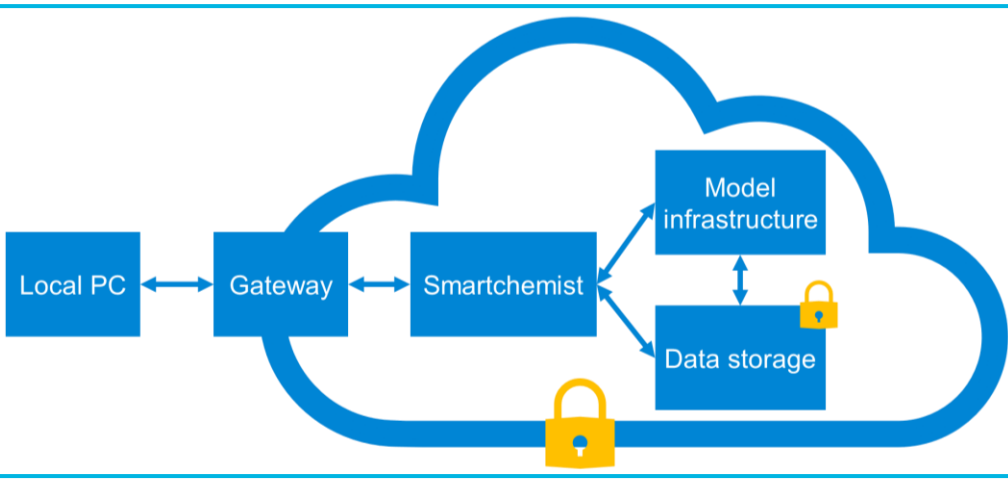 Local PC
Gateway
Smartchemist
Model
infrastructure
Data storage